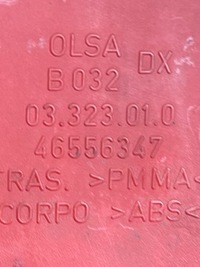 OLSA DX
B 032
03.323.01.0
46556347
TRAS. >PMMA<
CORPO >ABS<